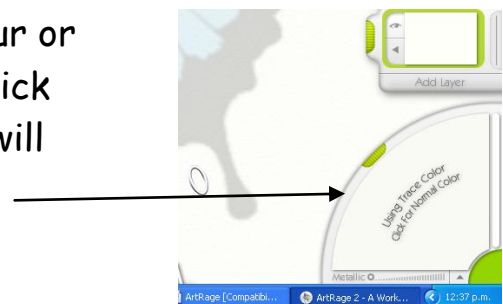 ur or
ick
will
Add Layer
Using Trace Color
Click For Normal Color
Metallic
ArtRage [Compatibi...
ArtRage 2 - A Work...
12:37 p.m.